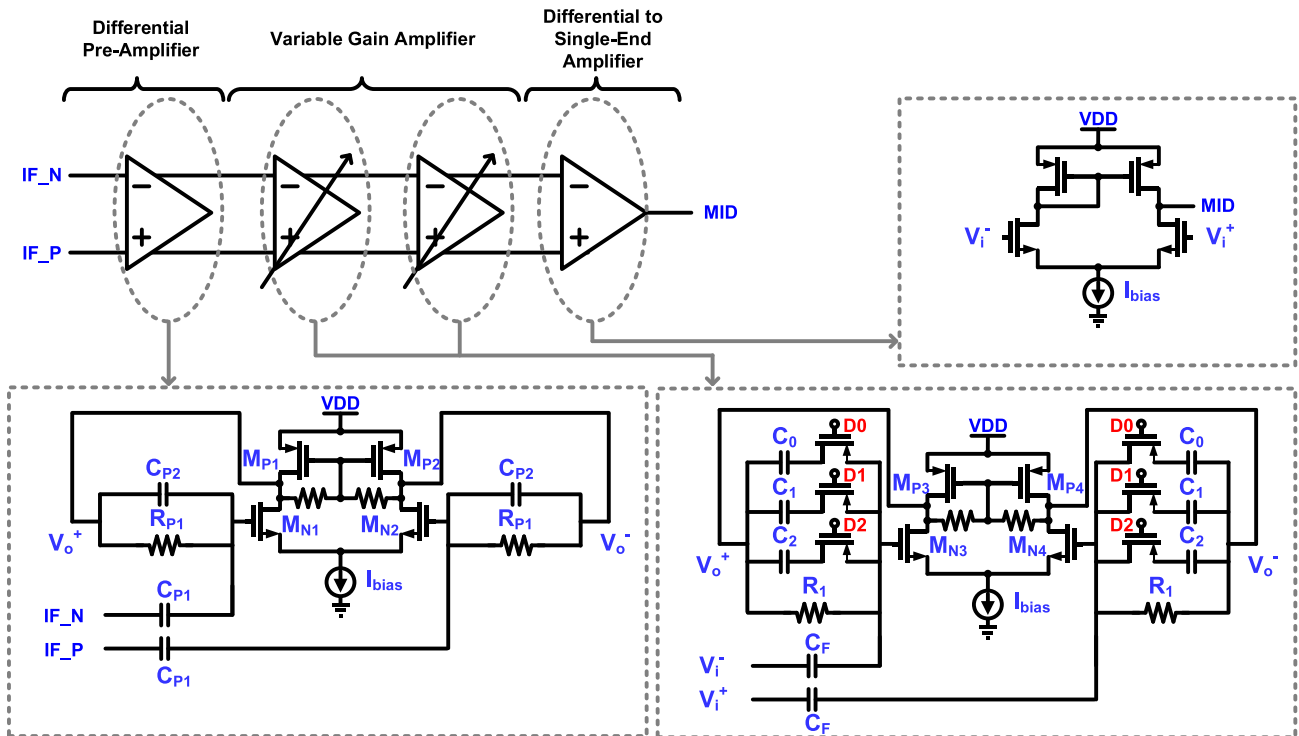 Differential
Pre-Amplifier
Variable Gain Amplifier
Differential to
Single-End
Amplifier
IF_N
IF_P
MID
VDD
MID
Vi-
Vi+
Ibias
VDD
CP2
MP1
MP2
CP2
RP1
MN1
MN2
RP1
Vo+
Vo-
Ibias
CP1
IF_N
IF_P
CP1
D0
D0
C0
VDD
C0
D1
D1
C1
MP3
MP4
C1
D2
D2
C2
MN3
MN4
C2
Vo+
Vo-
R1
Ibias
R1
CF
Vi-
Vi+
CF